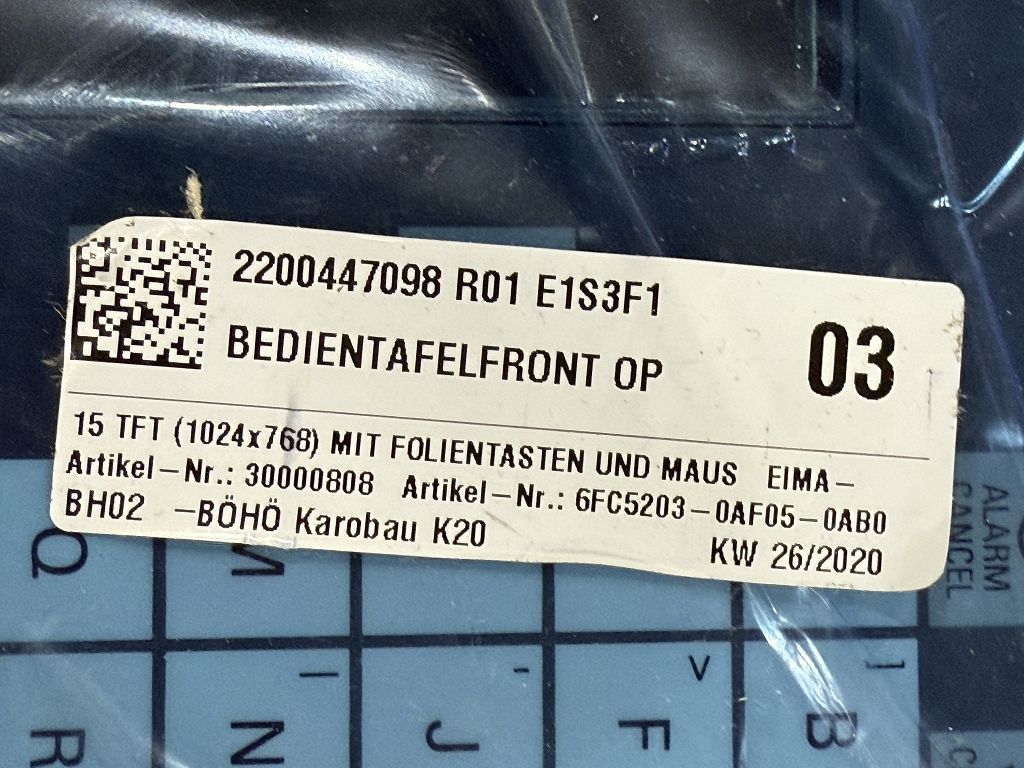 2200447098 R01 E1S3F1
BEDIENTAFELFRONT OP
03
15 TFT (1024x768) MIT FOLIENTASTEN UND MAUS EIMA-
Artikel-Nr.: 30000808 Artikel-Nr.: 6FC5203-0AF05-0AB0
BH02 -BÖHÖ Karobau K20
KW 26/2020
ALARM
CANCEL
Q
M
R
N
J
F
B